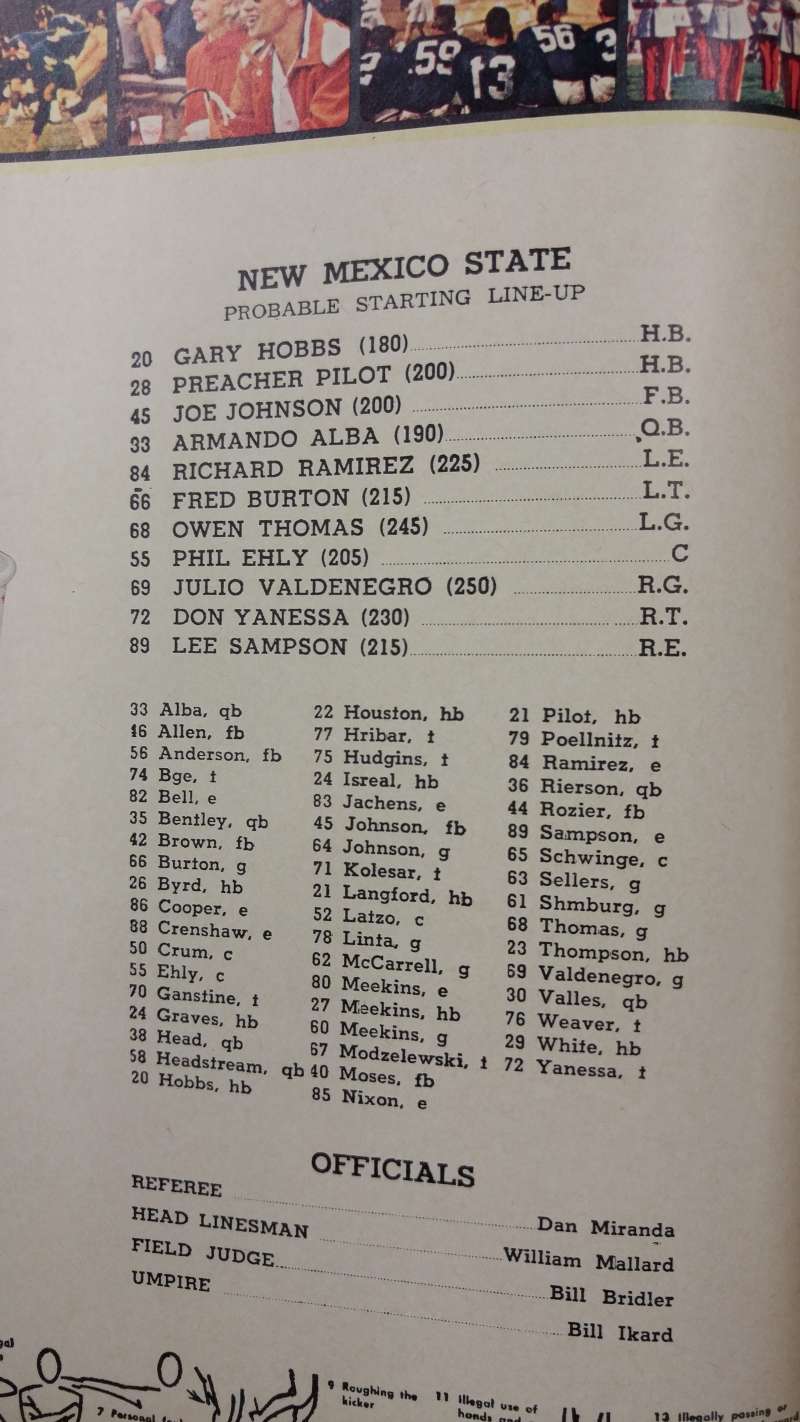 59 13 56 3
NEW MEXICO STATE
PROBABLE STARTING LINE-UP
20 GARY HOBBS (180) H.B.
28 PREACHER PILOT (200) H.B.
45 JOE JOHNSON (200) F.B.
33 ARMANDO ALBA (190) Q.B.
84 RICHARD RAMIREZ (225) L.E.
66 FRED BURTON (215) L.T.
68 OWEN THOMAS (245) L.G.
55 PHIL EHLY (205) C
69 JULIO VALDENEGRO (250) R.G.
72 DON YANESSA (230) R.T.
89 LEE SAMPSON (215) R.E.
33 Alba, qb
46 Allen, fb
56 Anderson, fb
74 Bge, t
82 Bell, e
35 Bentley, qb
42 Brown, fb
66 Burton, g
26 Byrd, hb
86 Cooper, e
88 Crenshaw, e
50 Crum, c
55 Ehly, c
70 Ganstine, t
24 Graves, hb
38 Head, qb
58 Headstream, qb
20 Hobbs, hb
22 Houston, hb
77 Hribar, t
75 Hudgins, t
24 Isreal, hb
83 Jachens, e
45 Johnson, fb
64 Johnson, g
71 Kolesar, t
21 Langford, hb
52 Latzo, c
78 Linta, g
62 McCarrell, g
80 Meekins, e
27 Meekins, hb
60 Meekins, g
67 Modzelewski, t
40 Moses, fb
85 Nixon, e
21 Pilot, hb
79 Poellnitz, t
84 Ramirez, e
36 Rierson, qb
44 Rozier, fb
89 Sampson, e
65 Schwinge, c
63 Sellers, g
61 Shmburg, g
68 Thomas, g
23 Thompson, hb
69 Valdenegro, g
30 Valles, qb
76 Weaver, t
29 White, hb
72 Yanessa, t
OFFICIALS
REFEREE Dan Miranda
HEAD LINESMAN William Mallard
FIELD JUDGE Bill Bridler
UMPIRE Bill Ikard
7 Personal
9 Roughing the
kicker
11 Illegal use of
hands and
13 Illegally passing or